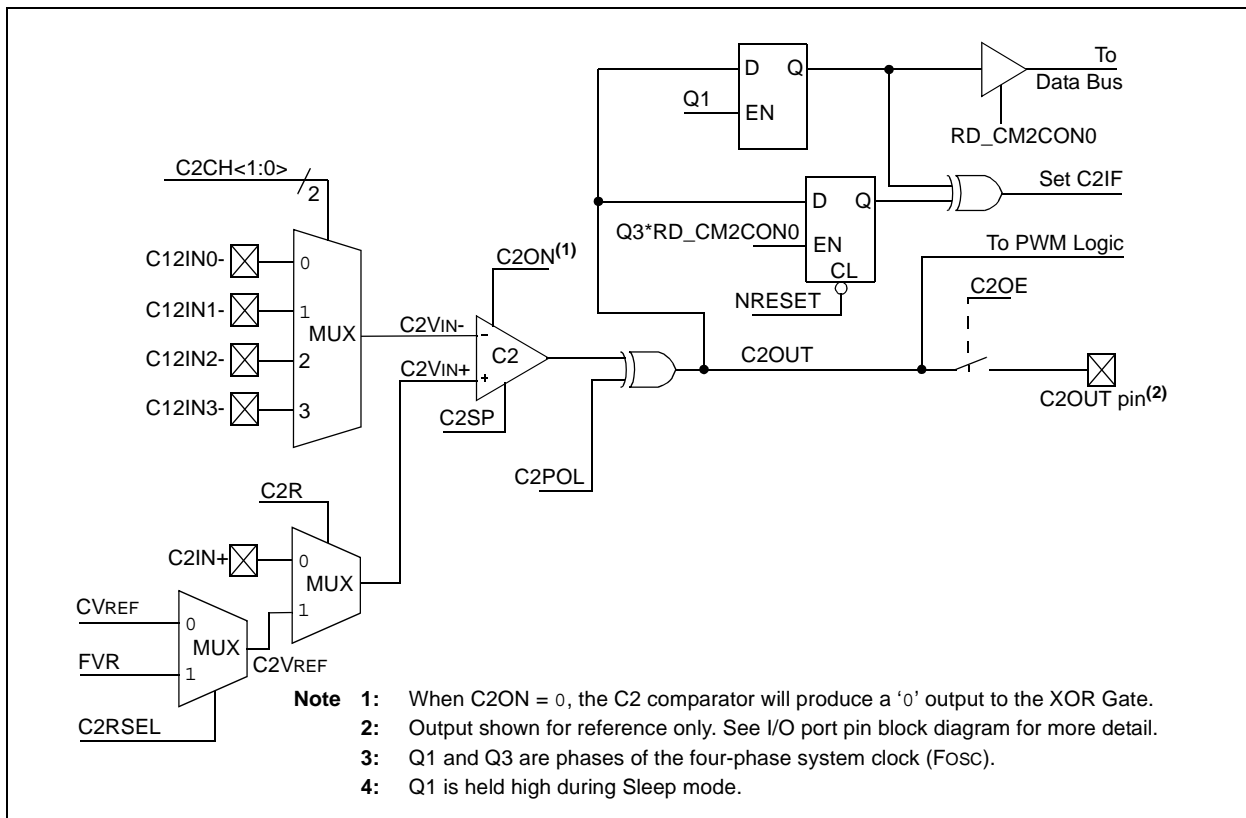 D Q
To
Data Bus
Q1
EN
RD_CM2CON0
C2CH<1:0>
2
D Q
Set C2IF
Q3*RD_CM2CON0
EN
CL
NRESET
To PWM Logic
C2OE
C12IN0-
0
C12IN1-
1
MUX
C12IN2-
2
C12IN3-
3
C2ON(1)
C2VIN-
–
C2
C2VIN+
+
C2SP
C2OUT
C2OUT pin(2)
C2POL
C2R
C2IN+
0
MUX
1
CVREF
0
MUX
FVR
1
C2VREF
C2RSEL
Note 1: When C2ON = 0, the C2 comparator will produce a ‘0’ output to the XOR Gate.
2: Output shown for reference only. See I/O port pin block diagram for more detail.
3: Q1 and Q3 are phases of the four-phase system clock (FOSC).
4: Q1 is held high during Sleep mode.